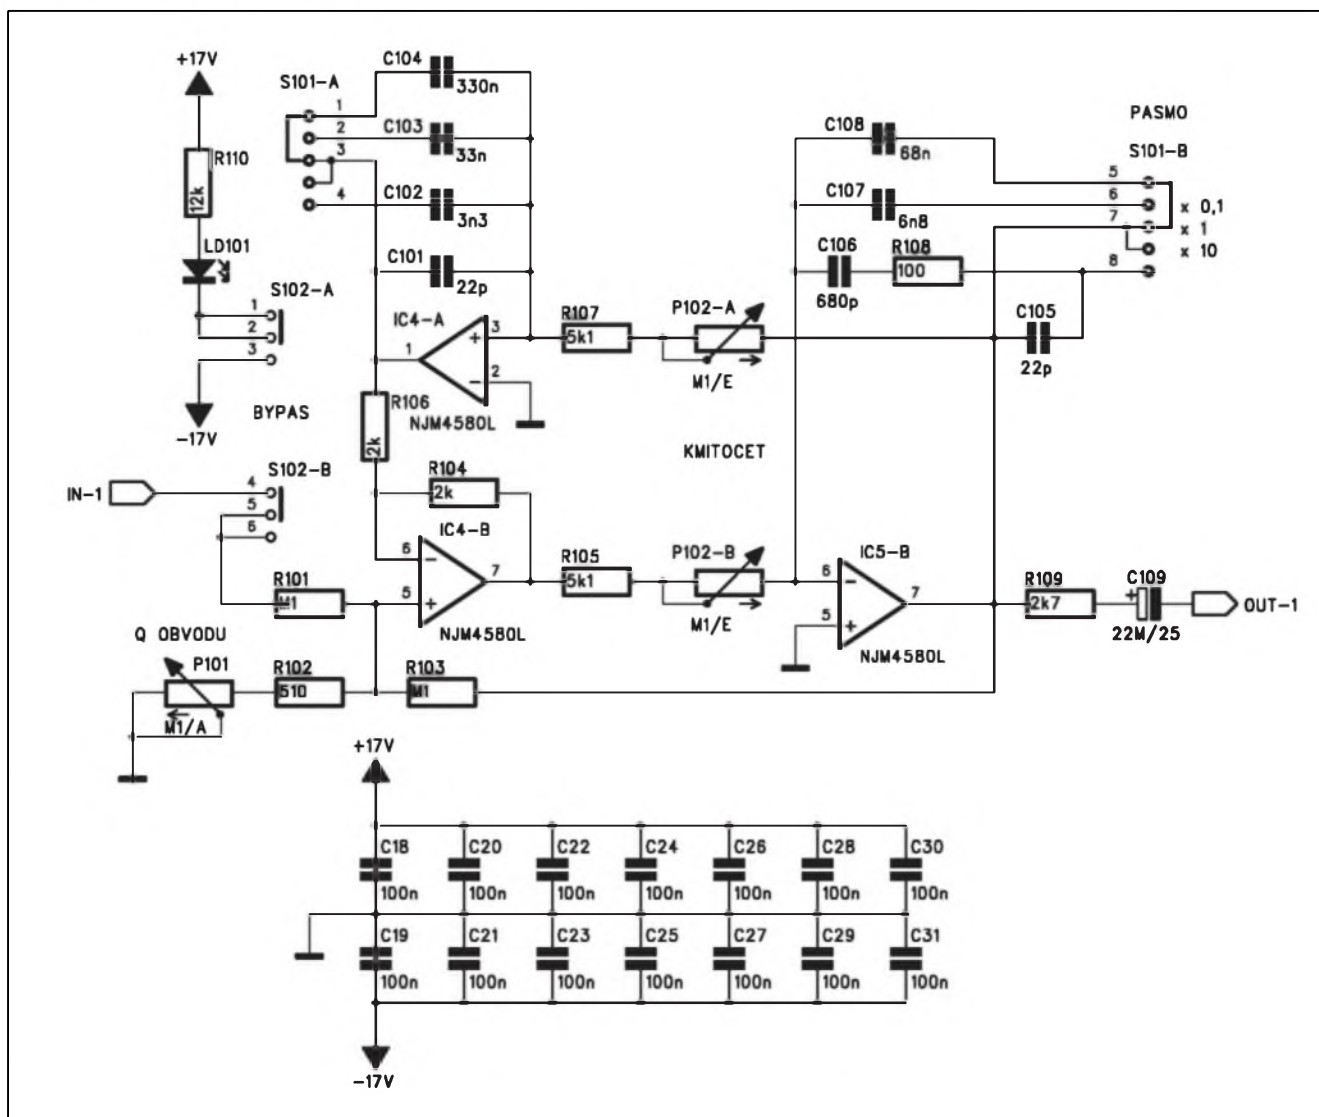 +17V
S101-A
C104
330n
1
2
3
4
C103
33n
C102
3n3
C101
22p
R110
12k
LD101
S102-A
1
2
3
-17V
BYPAS
IC4-A
1
3
2
+
-
NJM4580L
R107
5k1
P102-A
M1/E
KMITOCET
C108
68n
C107
6n8
C106
680p
R108
100
PASMO
S101-B
5
6
7
8
x 0,1
x 1
x 10
C105
22p
R106
2k
R104
2k
IN-1
S102-B
4
5
6
R101
M1
IC4-B
6
5
7
-
+
NJM4580L
R105
5k1
P102-B
M1/E
IC5-B
6
5
7
-
+
NJM4580L
R109
2k7
C109
+
22M/25
OUT-1
Q OBVODU
P101
M1/A
R102
510
R103
M1
+17V
C18
100n
C20
100n
C22
100n
C24
100n
C26
100n
C28
100n
C30
100n
C19
100n
C21
100n
C23
100n
C25
100n
C27
100n
C29
100n
C31
100n
-17V